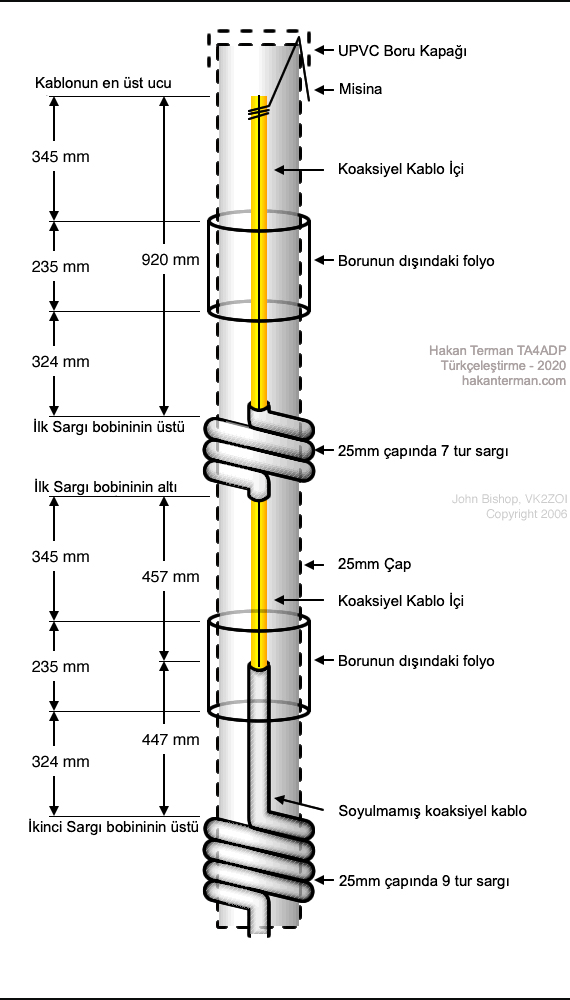 UPVC Boru Kapağı
Kablonun en üst ucu
Misina
345 mm
Koaksiyel Kablo İçi
920 mm
235 mm
Borunun dışındaki folyo
324 mm
Hakan Terman TA4ADP
Türkçeleştirme - 2020
hakanterman.com
İlk Sargı bobininin üstü
25mm çapında 7 tur sargı
İlk Sargı bobininin altı
John Bishop, VK2ZOI
Copyright 2006
345 mm
25mm Çap
457 mm
Koaksiyel Kablo İçi
235 mm
Borunun dışındaki folyo
447 mm
324 mm
Soyulmamış koaksiyel kablo
İkinci Sargı bobininin üstü
25mm çapında 9 tur sargı